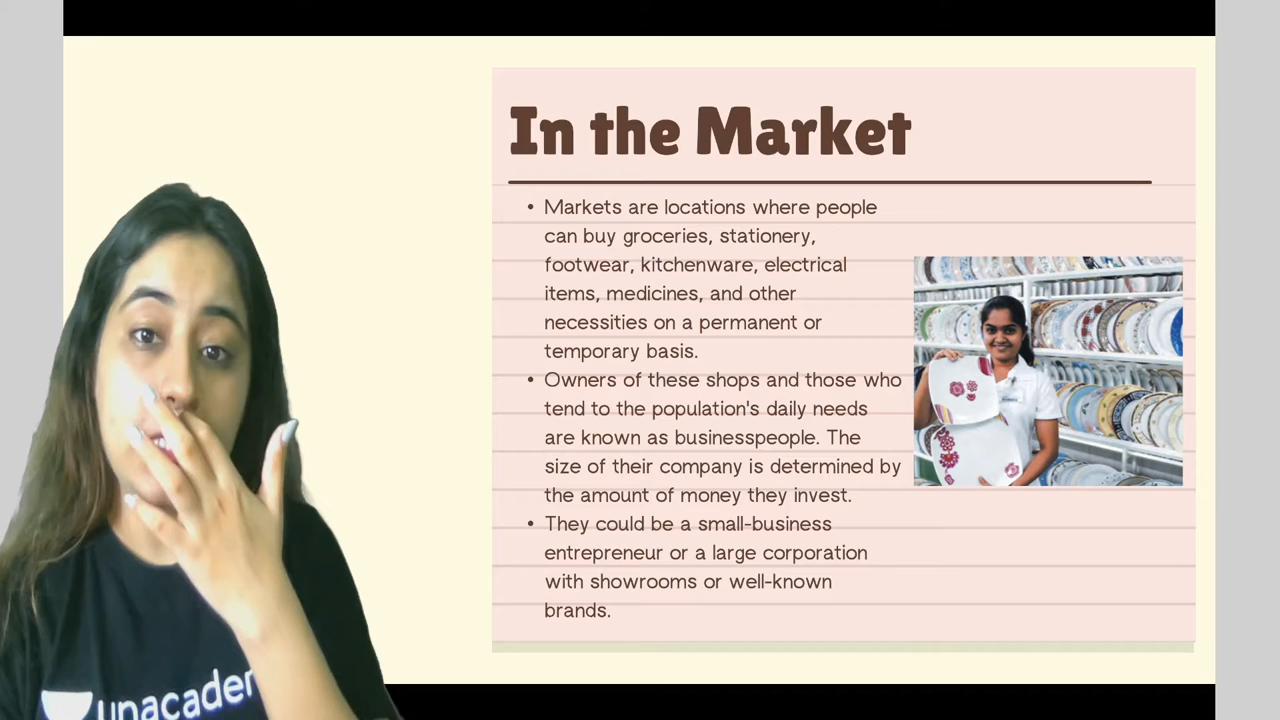 In the Market
• Markets are locations where people
can buy groceries, stationery,
footwear, kitchenware, electrical
items, medicines, and other
necessities on a permanent or
temporary basis.
• Owners of these shops and those who
tend to the population's daily needs
are known as businesspeople. The
size of their company is determined by
the amount of money they invest.
• They could be a small-business
entrepreneur or a large corporation
with showrooms or well-known
brands.
unacadem